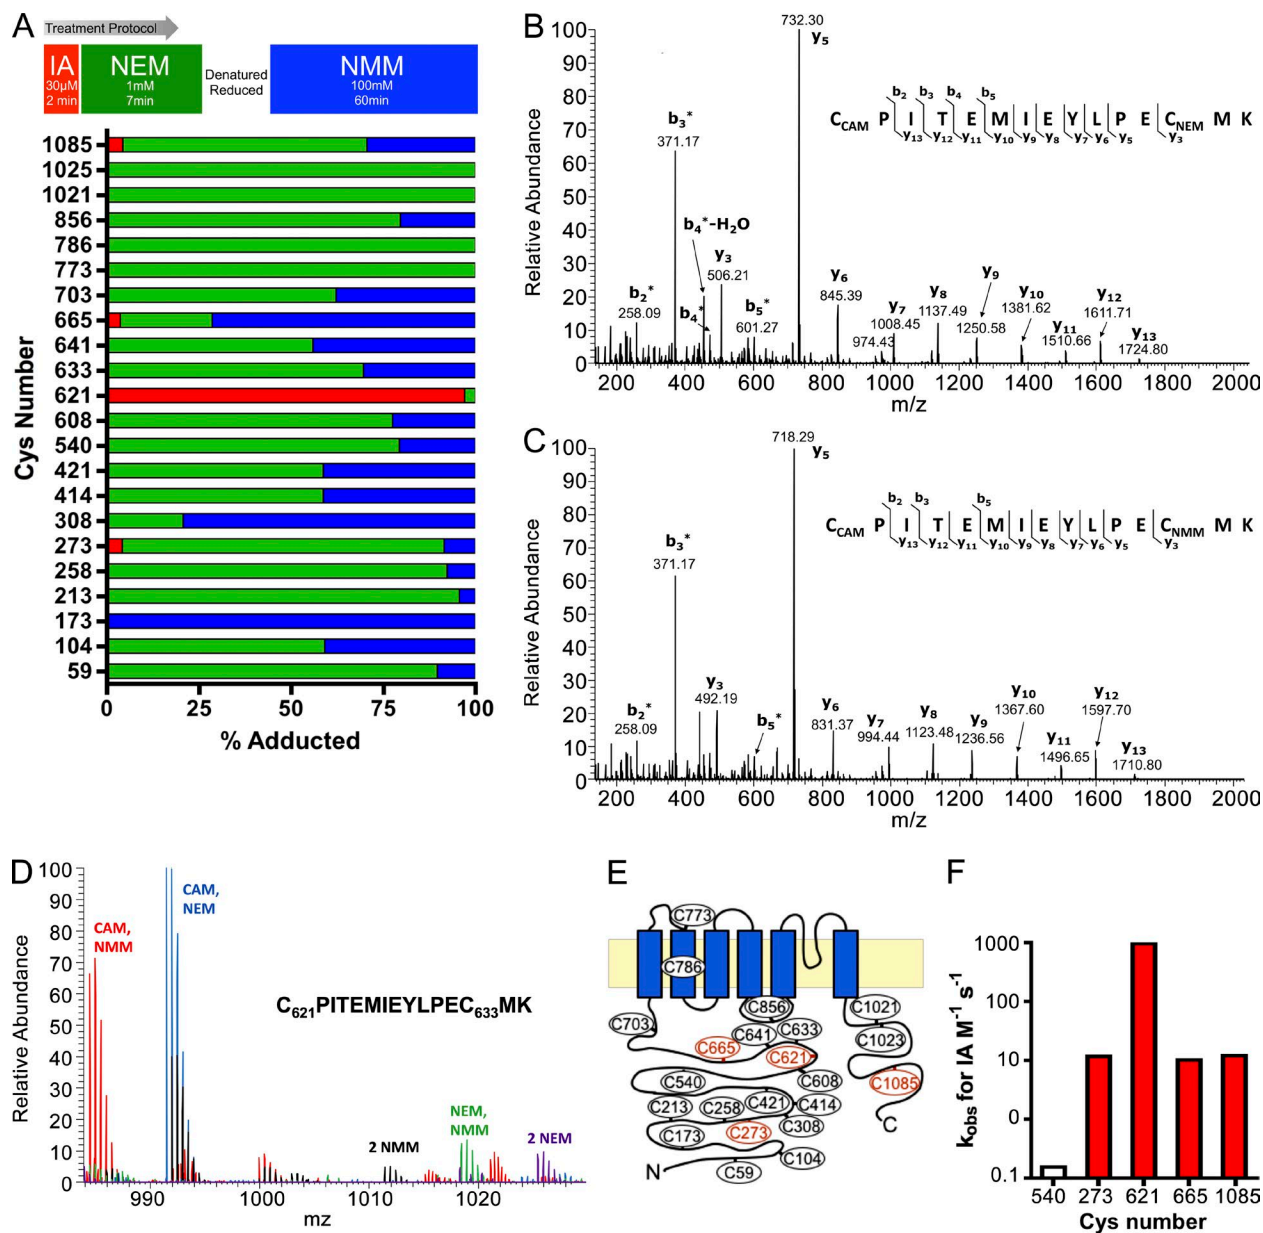 A
Treatment Protocol
IA
30µM
2 min
NEM
1mM
7min
Denatured
Reduced
NMM
100mM
60min
Cys Number
1085
1025
1021
856
786
773
703
665
641
633
621
608
540
421
414
308
273
258
213
173
104
59
0 25 50 75 100
% Adducted
B
Relative Abundance
100
90
80
70
60
50
40
30
20
10
0
732.30
y5
b3*
371.17
b4*-H2O
y3
506.21
b2*
258.09
b4*
b5*
601.27
y6
845.39
y7
1008.45
974.43
y8
1137.49
y9
1250.58
y10
1381.62
y11
1510.66
y12
1611.71
y13
1724.80
b2 b3 b4 b5
CCAM P I T E M I E Y L P E CNEM M K
y13 y12 y11 y10 y9 y8 y7 y6 y5 y3
200 400 600 800 1000 1200 1400 1600 1800 2000
m/z
C
Relative Abundance
100
90
80
70
60
50
40
30
20
10
0
718.29
y5
b3*
371.17
y3
492.19
b2*
258.09
b5*
y6
831.37
y7
994.44
y8
1123.48
y9
1236.56
y10
1367.60
y11
1496.65
y12
1597.70
y13
1710.80
b2 b3 b5
CCAM P I T E M I E Y L P E CNMM M K
y13 y12 y11 y10 y9 y8 y7 y6 y5 y3
200 400 600 800 1000 1200 1400 1600 1800 2000
m/z
D
Relative Abundance
100
90
80
70
60
50
40
30
20
10
0
CAM,
NMM
CAM,
NEM
C621PITEMIEYLPEC633MK
2 NMM
NEM,
NMM
2 NEM
990 1000 1010 1020
mz
E
C773
C786
C856
C1021
C703
C641
C633
C1023
C665
C621
C540
C608
C1085
C213
C258
C421
C414
C173
C273
C308
C
N
C59
C104
F
kobs for IA M-1 s-1
1000
100
10
0
0.1
540 273 621 665 1085
Cys number